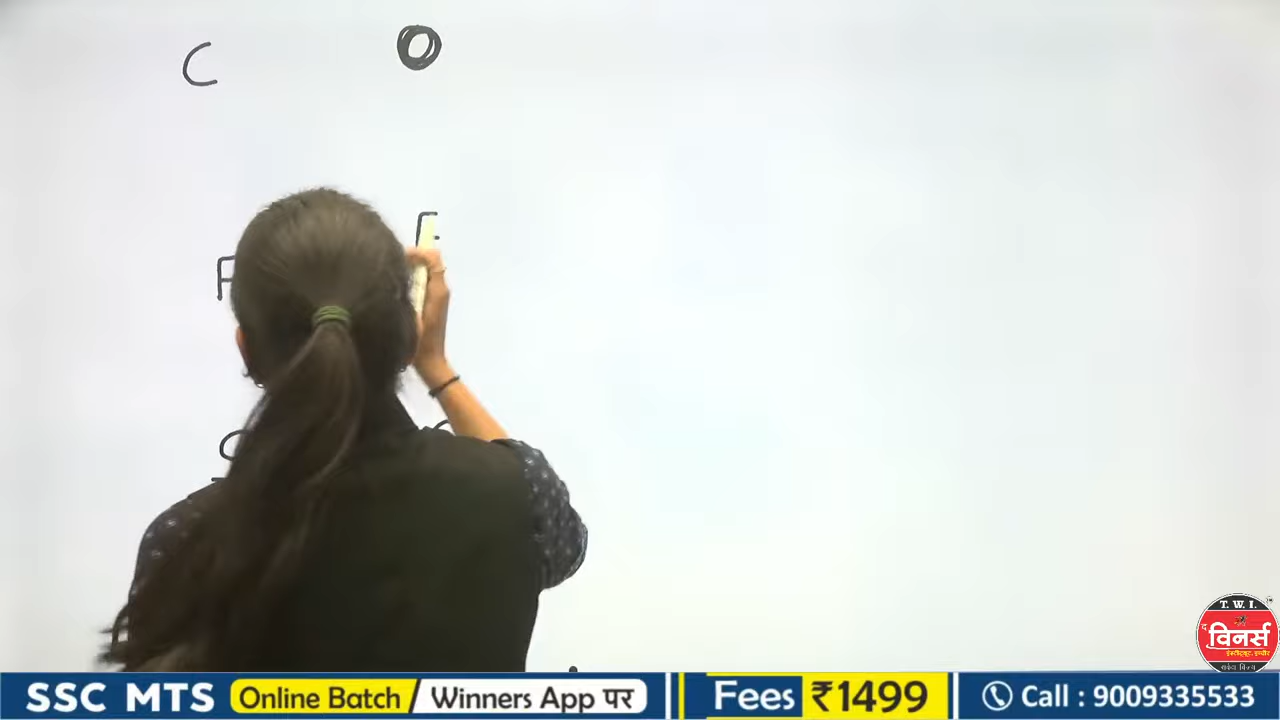 C O
F
SSC MTS Online Batch Winners App पर Fees ₹1499 Call : 9009335533
T. W. I.
द
विनर्स